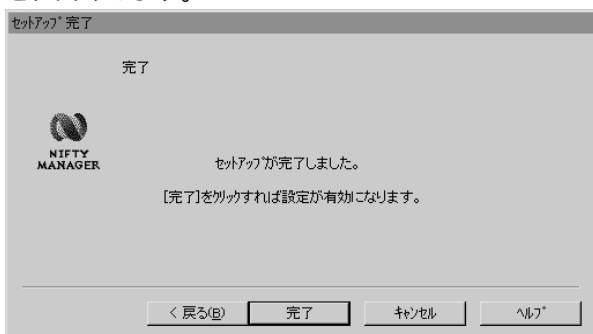 ｾｯﾄｱｯﾌﾟ完了
完了
NIFTY
MANAGER
ｾｯﾄｱｯﾌﾟが完了しました。
[完了]をｸﾘｯｸすれば設定が有効になります。
< 戻る(B)
完了
ｷｬﾝｾﾙ
ﾍﾙﾌﾟ